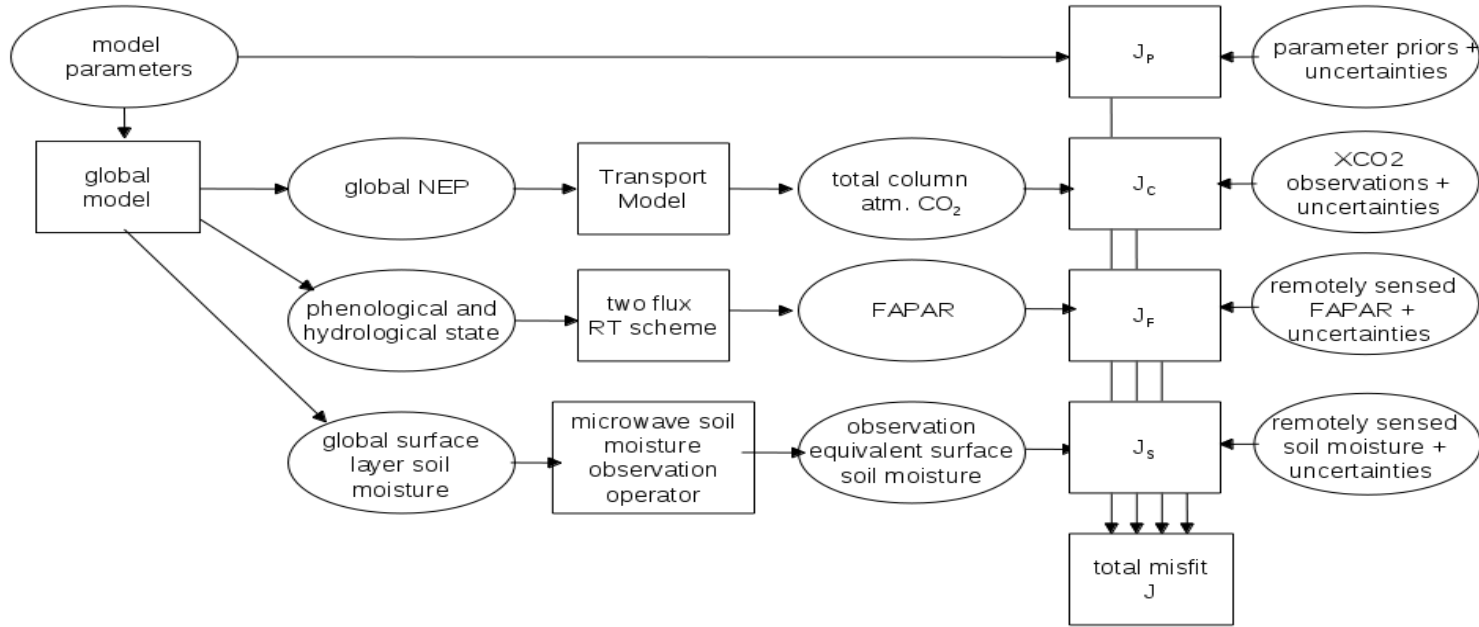 model
parameters
J_P
parameter priors +
uncertainties
global
model
global NEP
Transport
Model
total column
atm. CO₂
J_C
XCO2
observations +
uncertainties
phenological and
hydrological state
two flux
RT scheme
FAPAR
J_F
remotely sensed
FAPAR +
uncertainties
global surface
layer soil
moisture
microwave soil
moisture
observation
operator
observation
equivalent surface
soil moisture
J_S
remotely sensed
soil moisture +
uncertainties
total misfit
J